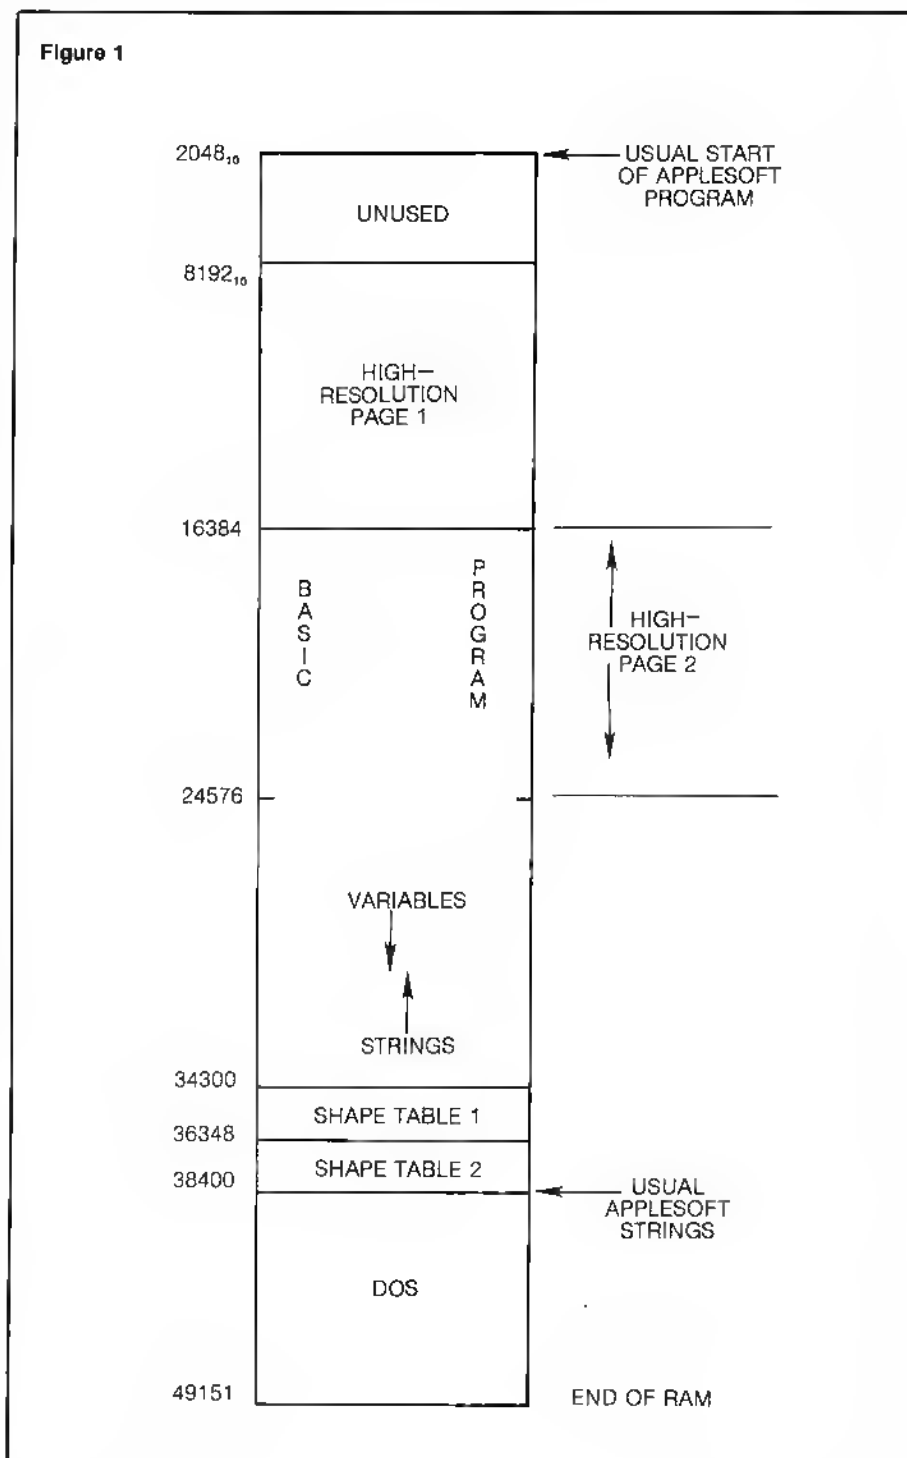 Figure 1
2048₁₀
USUAL START
OF APPLESOFT
PROGRAM
UNUSED
8192₁₀
HIGH–
RESOLUTION
PAGE 1
16384
BASIC
PROGRAM
HIGH–
RESOLUTION
PAGE 2
24576
VARIABLES
STRINGS
34300
SHAPE TABLE 1
36348
SHAPE TABLE 2
38400
USUAL
APPLESOFT
STRINGS
DOS
49151
END OF RAM